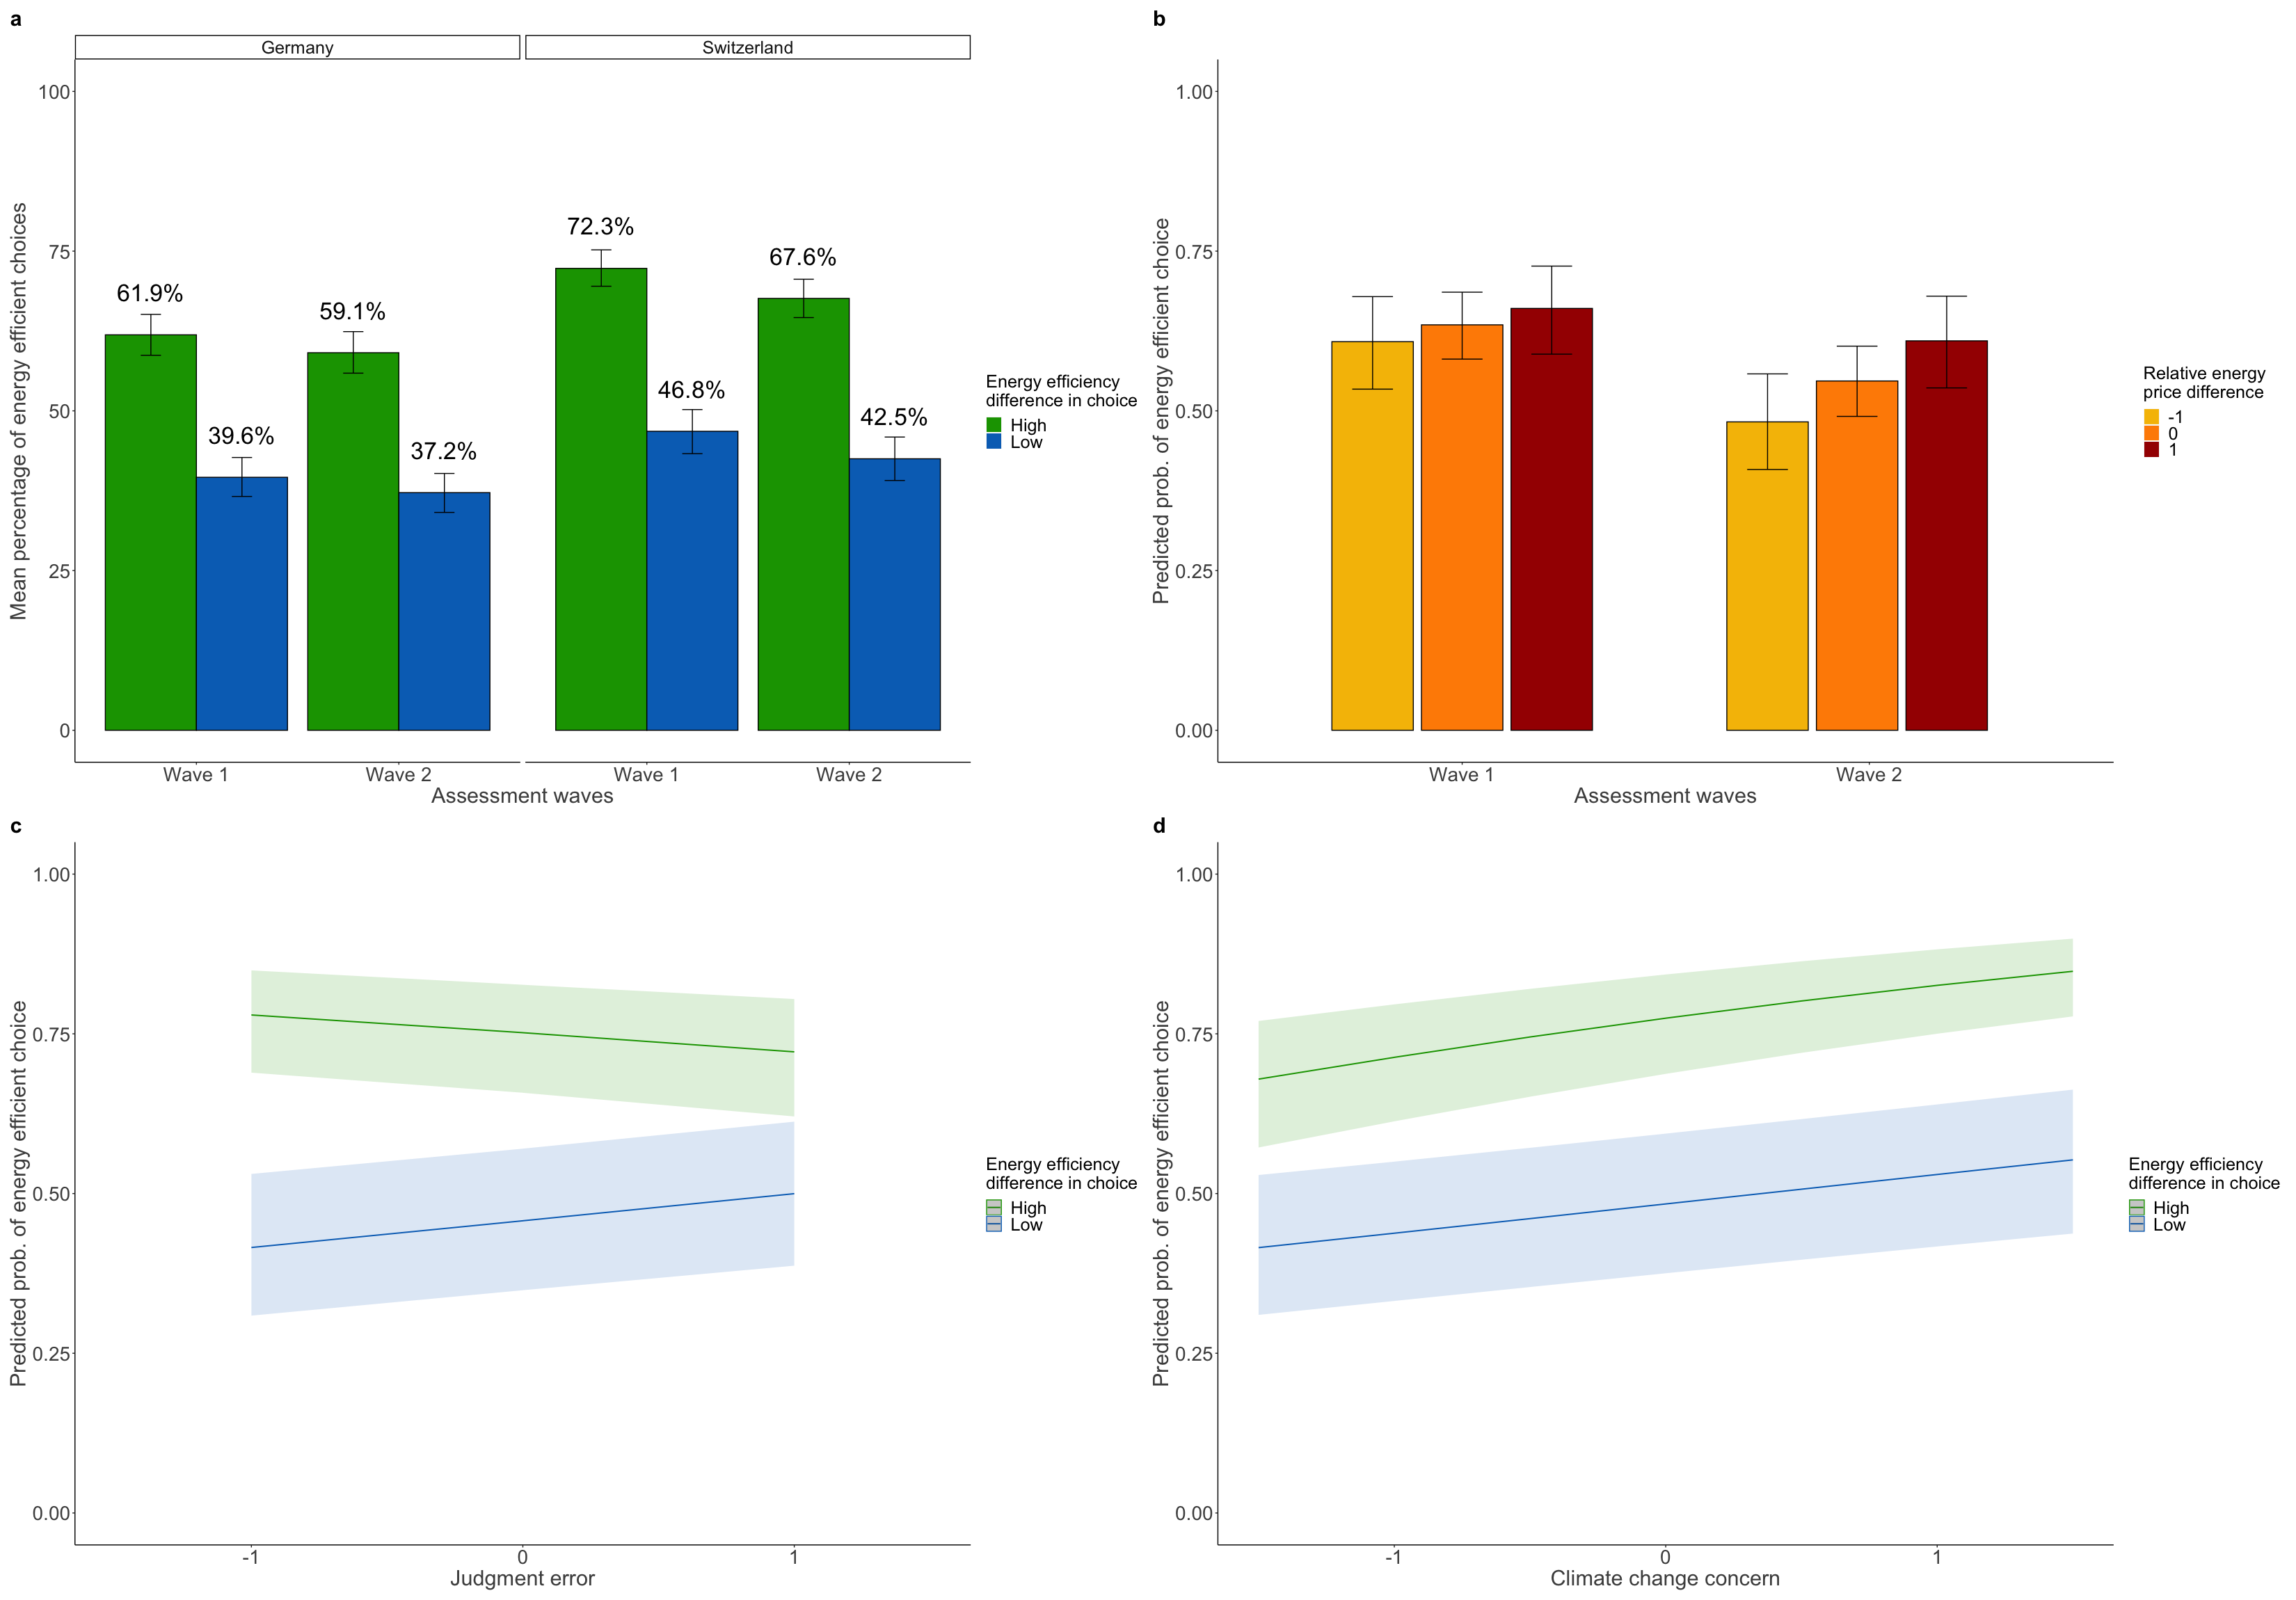 a
Germany
Switzerland
Mean percentage of energy efficient choices
100
75
50
25
0
61.9%
39.6%
59.1%
37.2%
72.3%
46.8%
67.6%
42.5%
Wave 1
Wave 2
Wave 1
Wave 2
Assessment waves
Energy efficiency
difference in choice
High
Low
b
Predicted prob. of energy efficient choice
1.00
0.75
0.50
0.25
0.00
Wave 1
Wave 2
Assessment waves
Relative energy
price difference
-1
0
1
c
Predicted prob. of energy efficient choice
1.00
0.75
0.50
0.25
0.00
-1
0
1
Judgment error
Energy efficiency
difference in choice
High
Low
d
Predicted prob. of energy efficient choice
1.00
0.75
0.50
0.25
0.00
-1
0
1
Climate change concern
Energy efficiency
difference in choice
High
Low